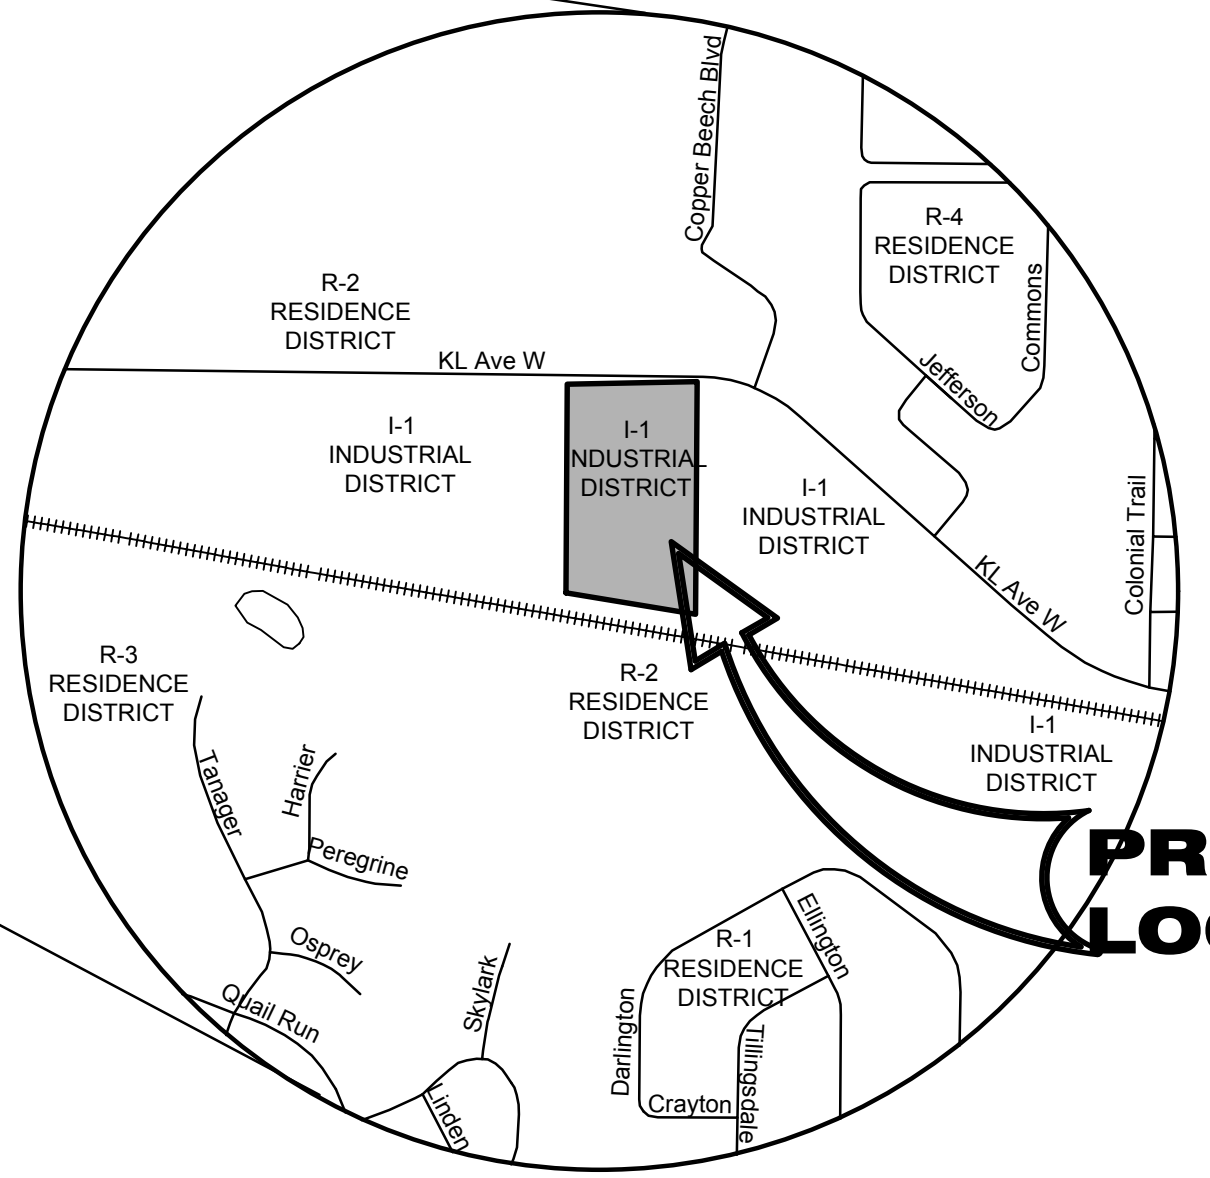 Copper Beech Blvd
R-4
RESIDENCE
DISTRICT
Commons
Jefferson
R-2
RESIDENCE
DISTRICT
KL Ave W
I-1
INDUSTRIAL
DISTRICT
I-1
NDUSTRIAL
DISTRICT
I-1
INDUSTRIAL
DISTRICT
Colonial Trail
KL Ave W
R-3
RESIDENCE
DISTRICT
R-2
RESIDENCE
DISTRICT
I-1
INDUSTRIAL
DISTRICT
Tanager
Harrier
Peregrine
PR
LOC
Osprey
Quail Run
Skylark
Linden
R-1
RESIDENCE
DISTRICT
Ellington
Darlington
Tillingsdale
Crayton